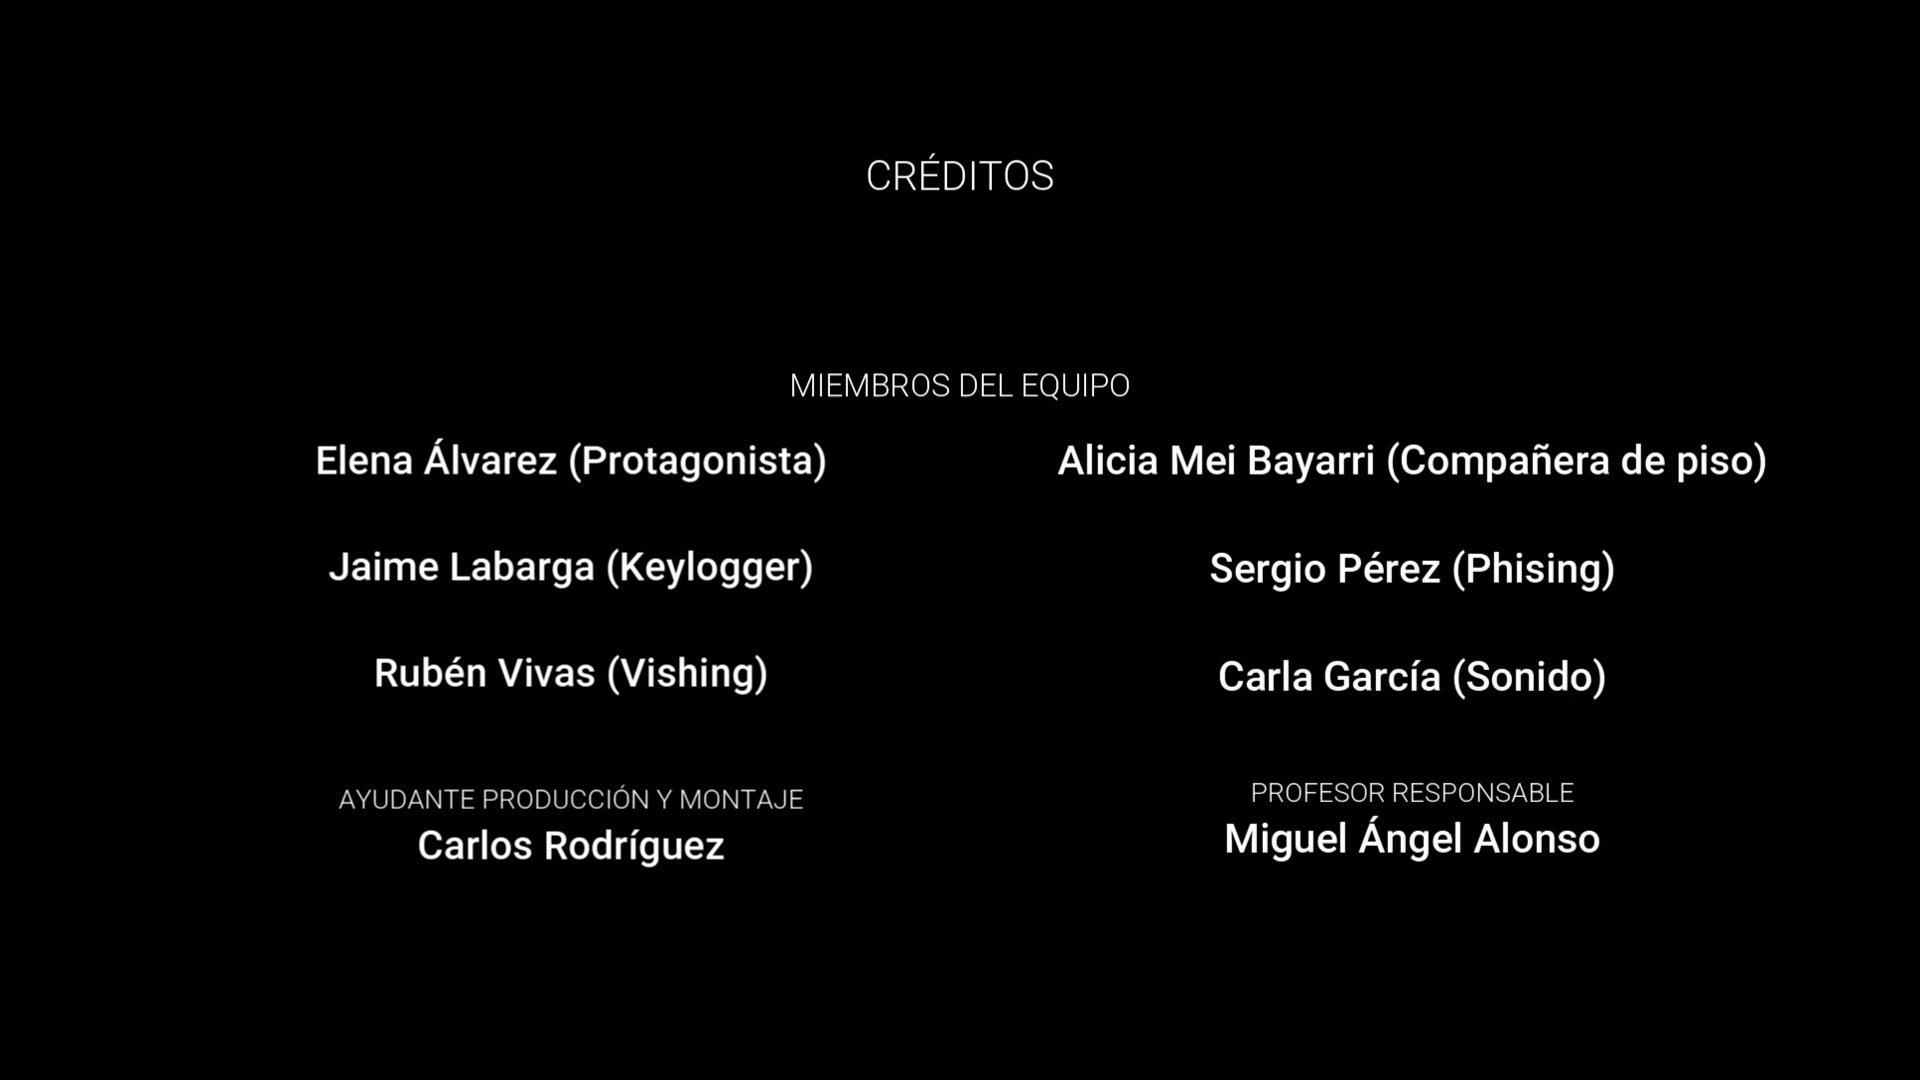 CRÉDITOS
MIEMBROS DEL EQUIPO
Elena Álvarez (Protagonista)
Alicia Mei Bayarri (Compañera de piso)
Jaime Labarga (Keylogger)
Sergio Pérez (Phising)
Rubén Vivas (Vishing)
Carla García (Sonido)
AYUDANTE PRODUCCIÓN Y MONTAJE
Carlos Rodríguez
PROFESOR RESPONSABLE
Miguel Ángel Alonso